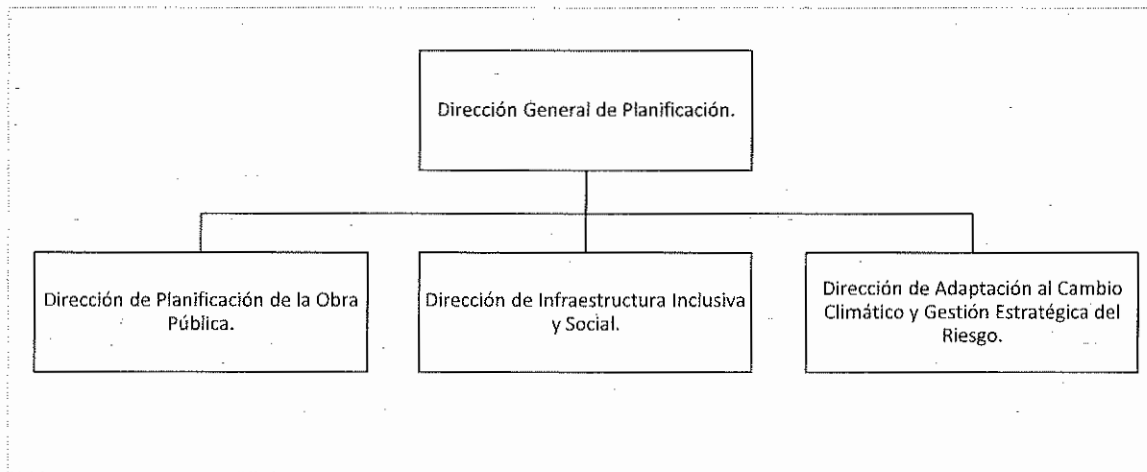 Dirección General de Planificación.
Dirección de Planificación de la Obra
Pública.
Dirección de Infraestructura Inclusiva
y Social.
Dirección de Adaptación al Cambio
Climático y Gestión Estratégica del
Riesgo.